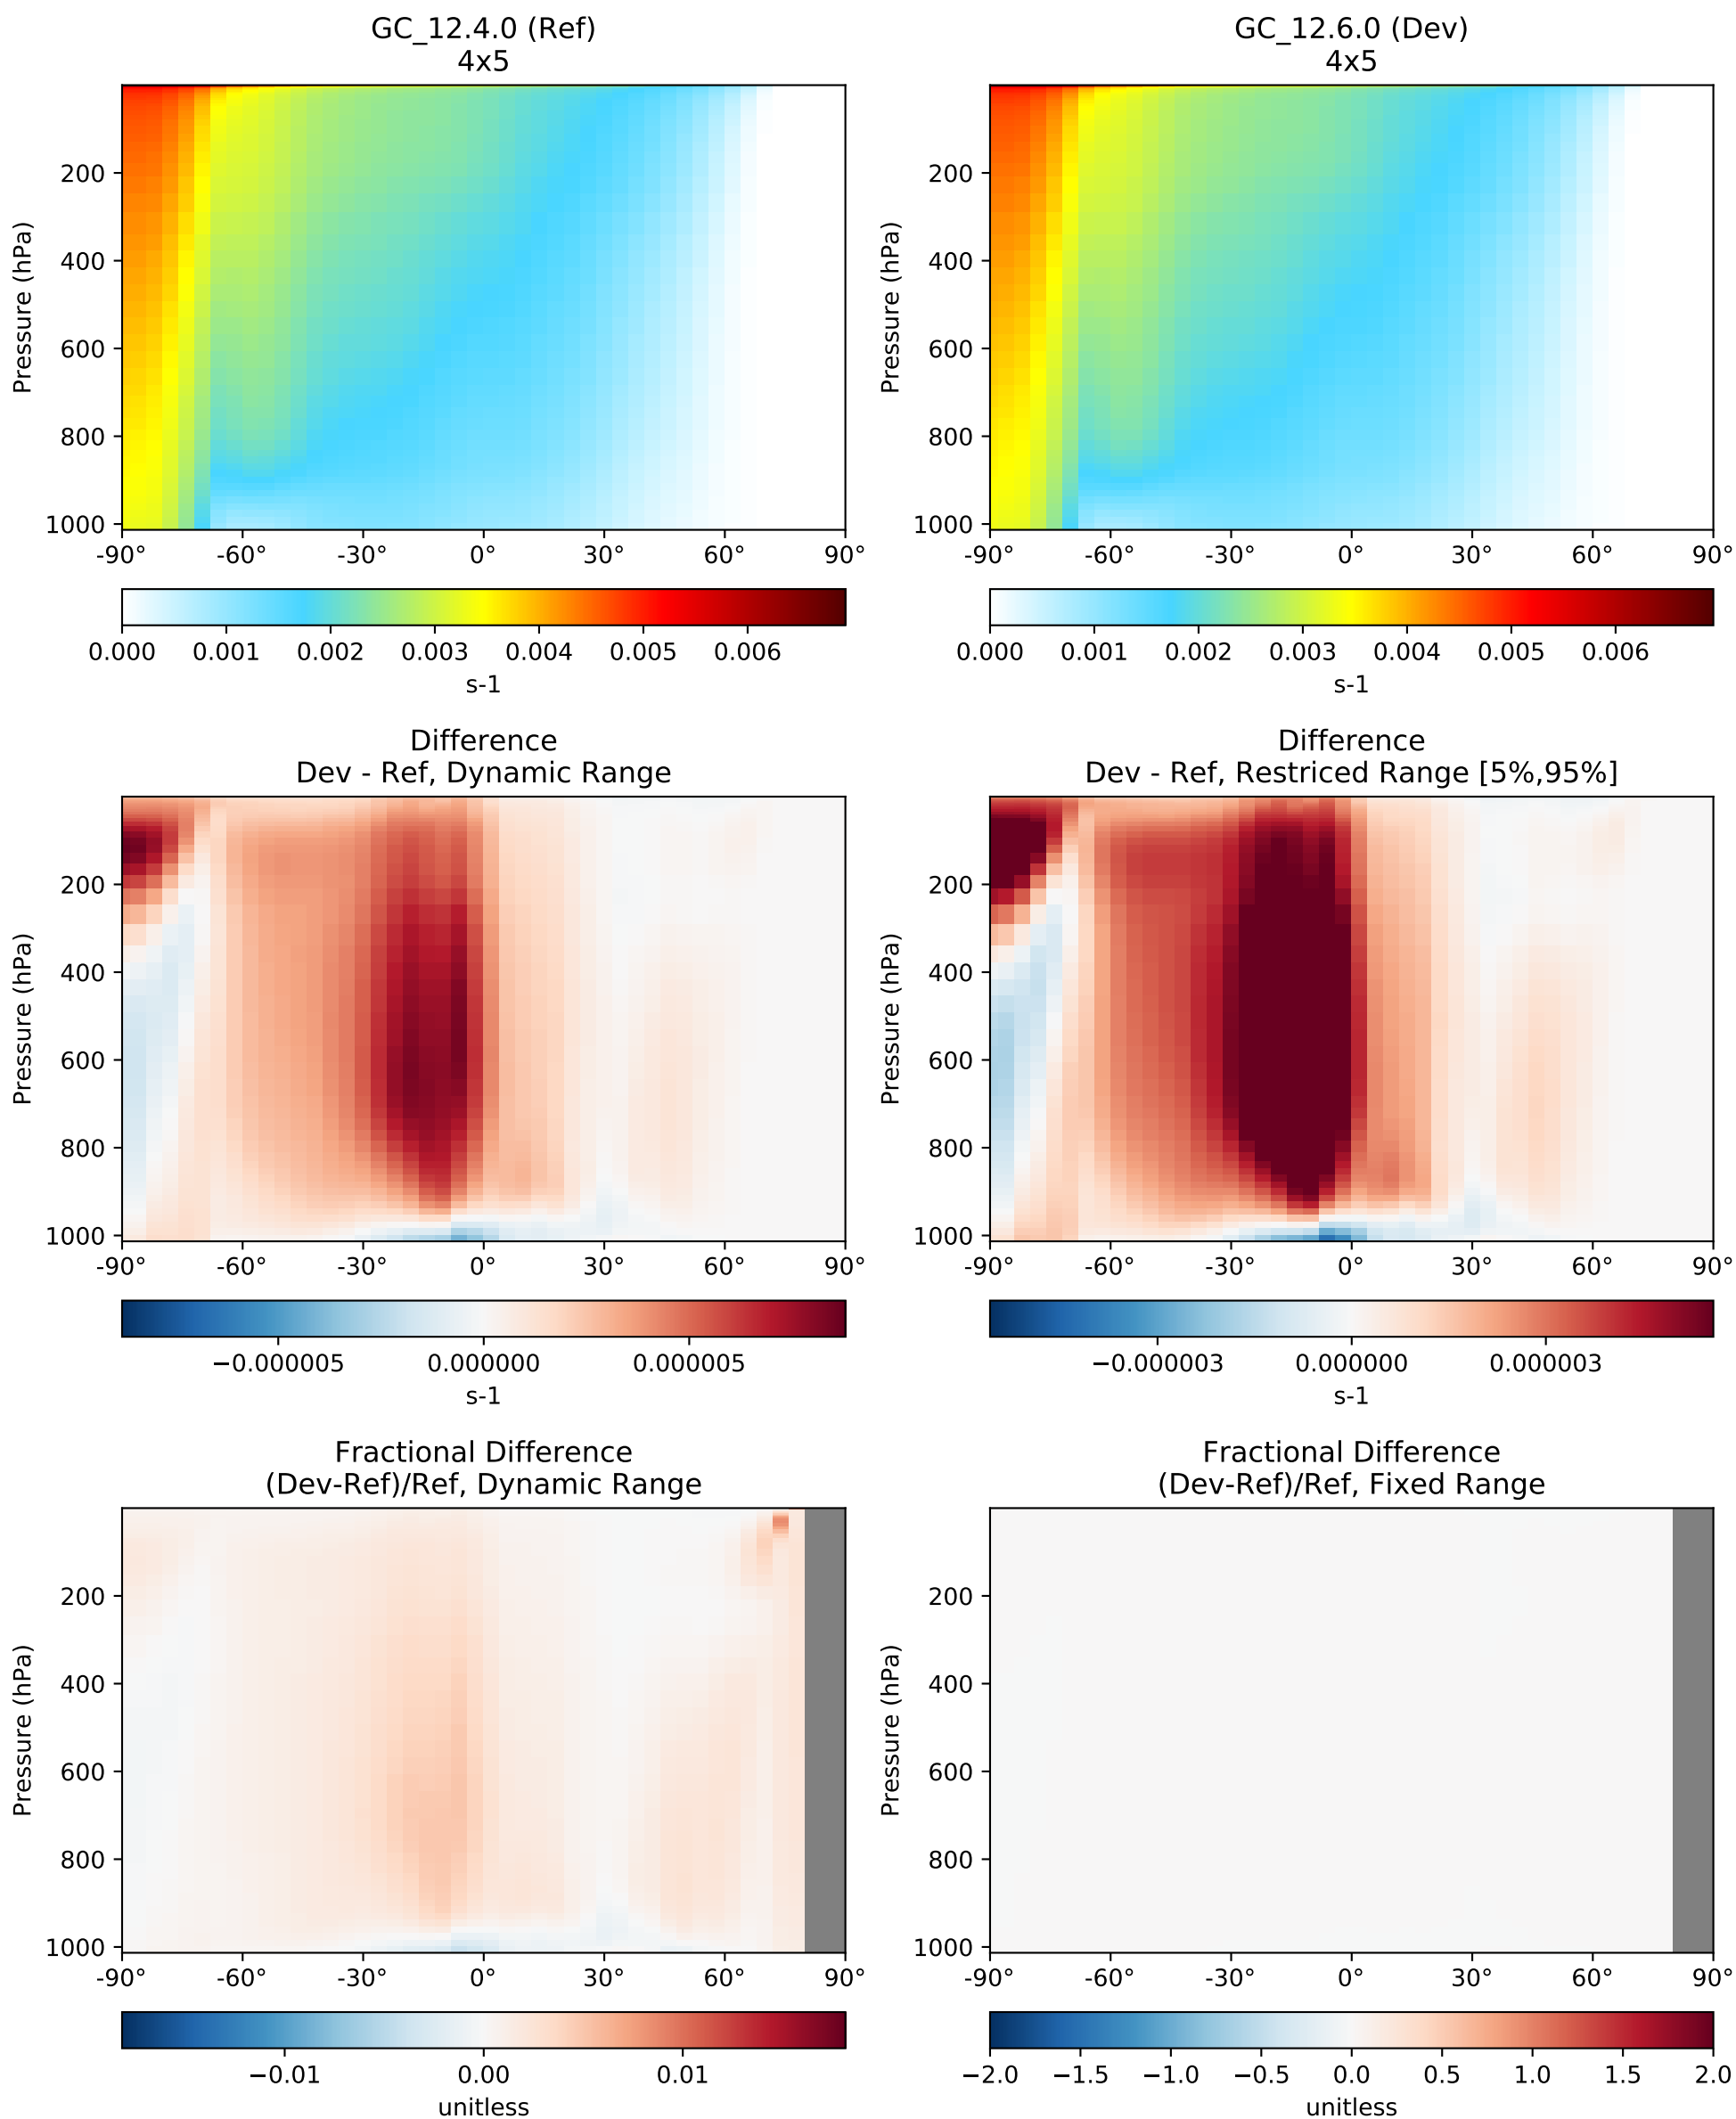 GC_12.4.0 (Ref)
4x5
GC_12.6.0 (Dev)
4x5
Pressure (hPa)
200
400
600
800
1000
-90° -60° -30° 0° 30° 60° 90°
0.000 0.001 0.002 0.003 0.004 0.005 0.006
s-1
Pressure (hPa)
200
400
600
800
1000
-90° -60° -30° 0° 30° 60° 90°
0.000 0.001 0.002 0.003 0.004 0.005 0.006
s-1
Difference
Dev - Ref, Dynamic Range
Pressure (hPa)
200
400
600
800
1000
-90° -60° -30° 0° 30° 60° 90°
−0.000005 0.000000 0.000005
s-1
Difference
Dev - Ref, Restriced Range [5%,95%]
Pressure (hPa)
200
400
600
800
1000
-90° -60° -30° 0° 30° 60° 90°
−0.000003 0.000000 0.000003
s-1
Fractional Difference
(Dev-Ref)/Ref, Dynamic Range
Pressure (hPa)
200
400
600
800
1000
-90° -60° -30° 0° 30° 60° 90°
−0.01 0.00 0.01
unitless
Fractional Difference
(Dev-Ref)/Ref, Fixed Range
Pressure (hPa)
200
400
600
800
1000
-90° -60° -30° 0° 30° 60° 90°
−2.0 −1.5 −1.0 −0.5 0.0 0.5 1.0 1.5 2.0
unitless